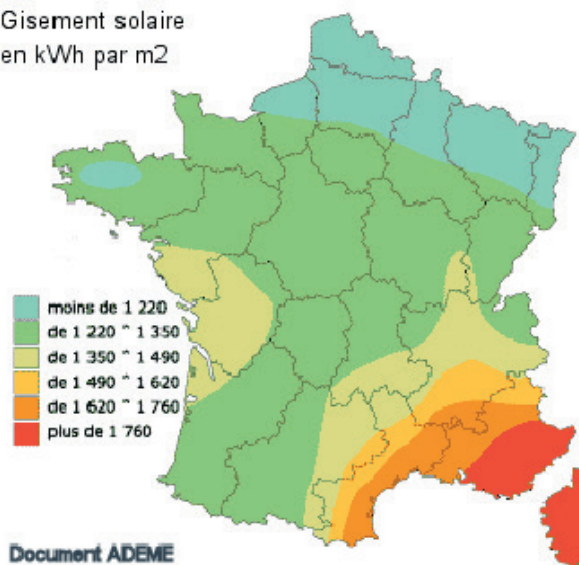 Gisement solaire
en kWh par m2
moins de 1 220
de 1 220 ^ 1 350
de 1 350 ^ 1 490
de 1 490 ^ 1 620
de 1 620 ^ 1 760
plus de 1 760
Document ADEME